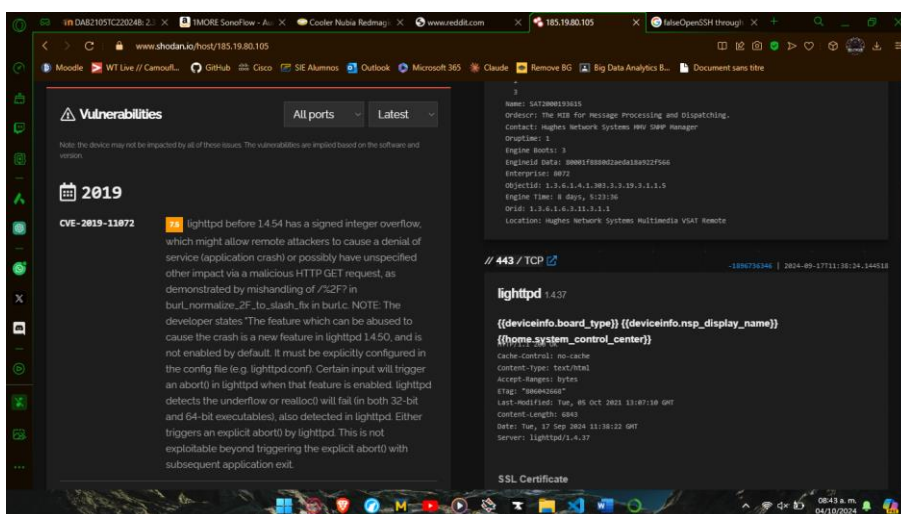 DAB2105TC22024B: 2.
1MORE SonoFlow - Au
Cooler Nubia Redmagi
www.reddit.com
185.19.80.105
falseOpenSSH through
www.shodan.io/host/185.19.80.105
Moodle
WT Live // Camoufl...
GitHub
Cisco
SIE Alumnos
Outlook
Microsoft 365
Claude
Remove BG
Big Data Analytics B...
Document sans titre
Vulnerabilities
All ports
Latest
Note: the device may not be impacted by all of these issues. The vulnerabilities are implied based on the software and
version.
2019
CVE-2019-11072
7.5 lighttpd before 1.4.54 has a signed integer overflow,
which might allow remote attackers to cause a denial of
service (application crash) or possibly have unspecified
other impact via a malicious HTTP GET request, as
demonstrated by mishandling of /%2F? in
burl_normalize_2F_to_slash_fix in burl.c. NOTE: The
developer states "The feature which can be abused to
cause the crash is a new feature in lighttpd 1.4.50, and is
not enabled by default. It must be explicitly configured in
the config file (e.g. lighttpd.conf). Certain input will trigger
an abort() in lighttpd when that feature is enabled. lighttpd
detects the underflow or realloc() will fail (in both 32-bit
and 64-bit executables), also detected in lighttpd. Either
triggers an explicit abort() by lighttpd. This is not
exploitable beyond triggering the explicit abort() with
subsequent application exit.
3
Name: SAT2000193615
Ordescr: The MIB for Message Processing and Dispatching.
Contact: Hughes Network Systems MMV SNMP Manager
Oruptime: 1
Engine Boots: 3
Engineid Data: 80001f8880d2aeda18a922f566
Enterprise: 8072
Objectid: 1.3.6.1.4.1.303.3.3.19.3.1.1.5
Engine Time: 8 days, 5:23:36
Orid: 1.3.6.1.6.3.11.3.1.1
Location: Hughes Network Systems Multimedia VSAT Remote
// 443 / TCP
-1896736346 | 2024-09-17T11:38:24.144518
lighttpd 1.4.37
{{deviceinfo.board_type}} {{deviceinfo.nsp_display_name}}
{{home.system_control_center}}
HTTP/1.1 200 OK
Cache-Control: no-cache
Content-Type: text/html
Accept-Ranges: bytes
ETag: "806042668"
Last-Modified: Tue, 05 Oct 2021 13:07:10 GMT
Content-Length: 6843
Date: Tue, 17 Sep 2024 11:38:22 GMT
Server: lighttpd/1.4.37
SSL Certificate
08:43 a. m.
04/10/2024